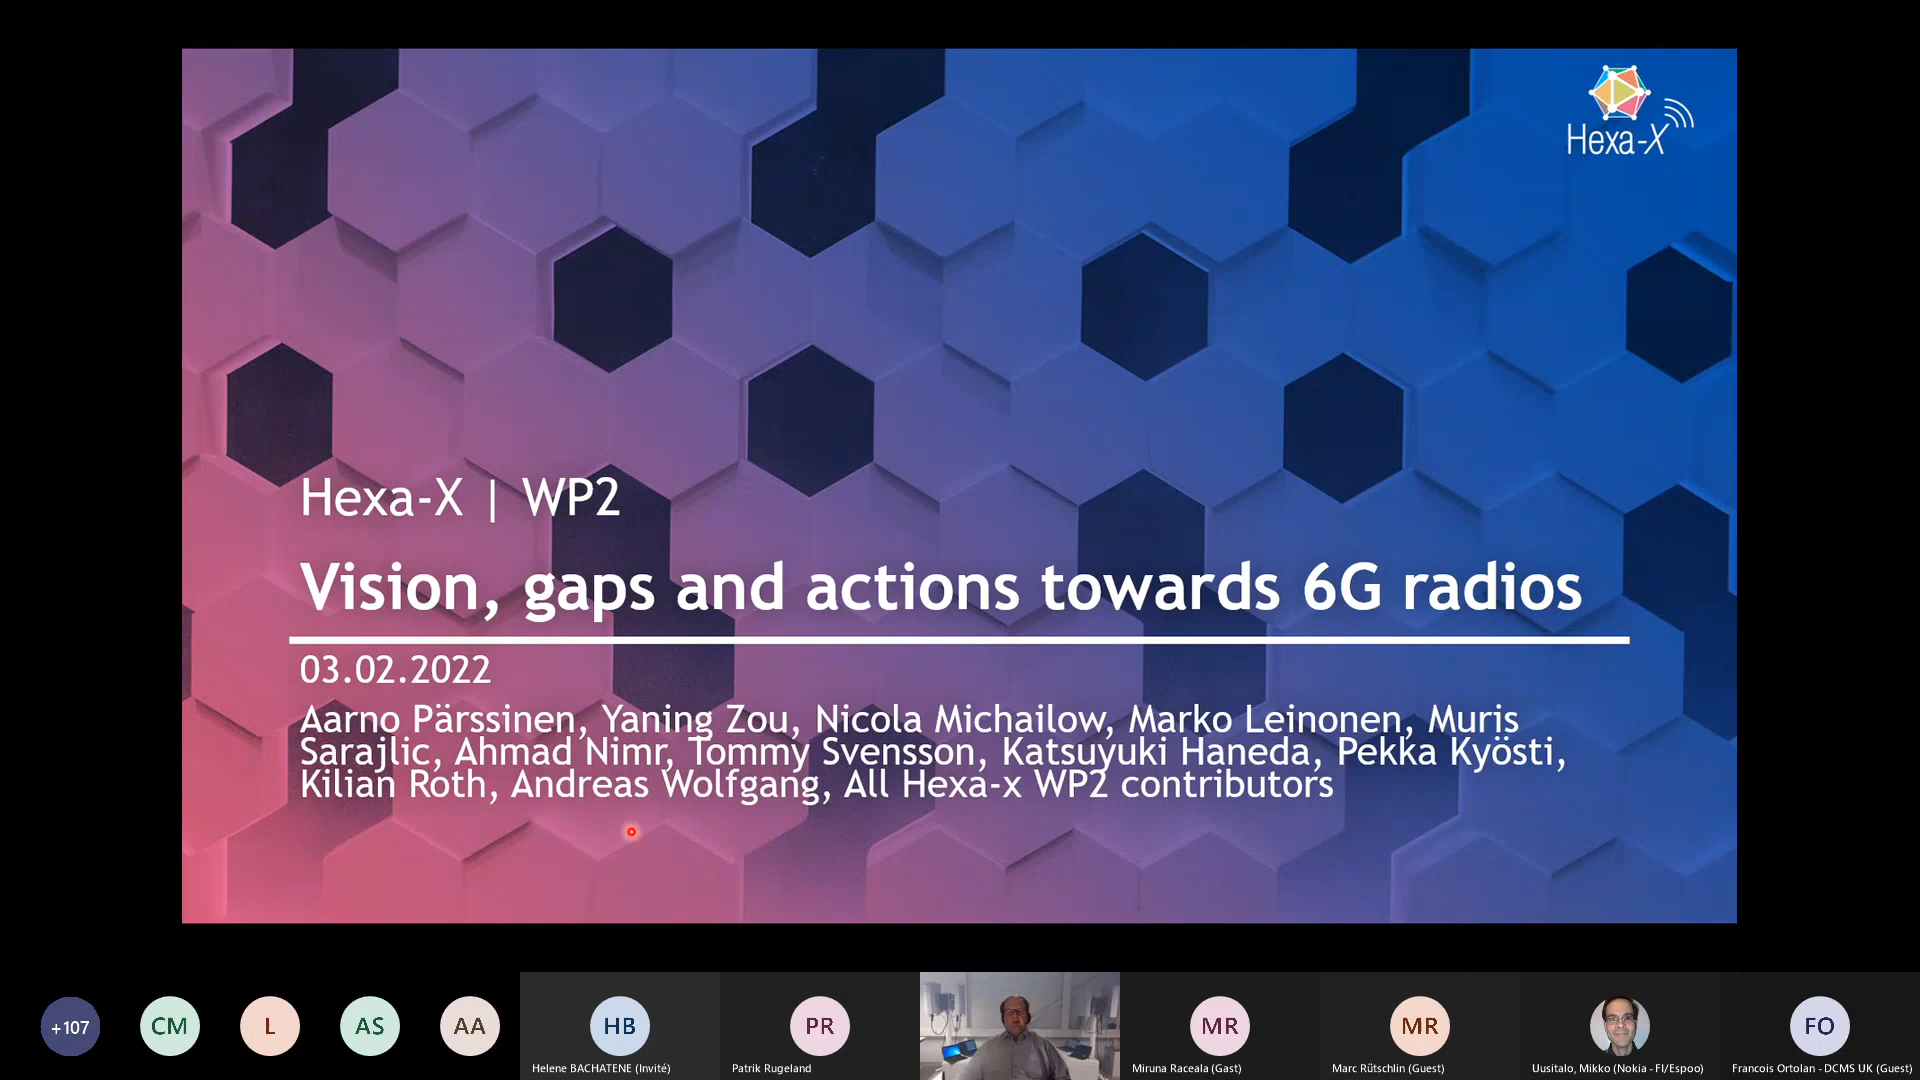 Hexa-X
Hexa-X | WP2
Vision, gaps and actions towards 6G radios
03.02.2022
Aarno Pärssinen, Yaning Zou, Nicola Michailow, Marko Leinonen, Muris
Sarajlic, Ahmad Nimr, Tommy Svensson, Katsuyuki Haneda, Pekka Kyösti,
Kilian Roth, Andreas Wolfgang, All Hexa-x WP2 contributors
+107
CM
L
AS
AA
HB
PR
MR
MR
FO
Helene BACHATENE (Invité)
Patrik Rugeland
Miruna Raceala (Gast)
Marc Rütschlin (Guest)
Uusitalo, Mikko (Nokia - FI/Espoo)
Francois Ortolan - DCMS UK (Guest)